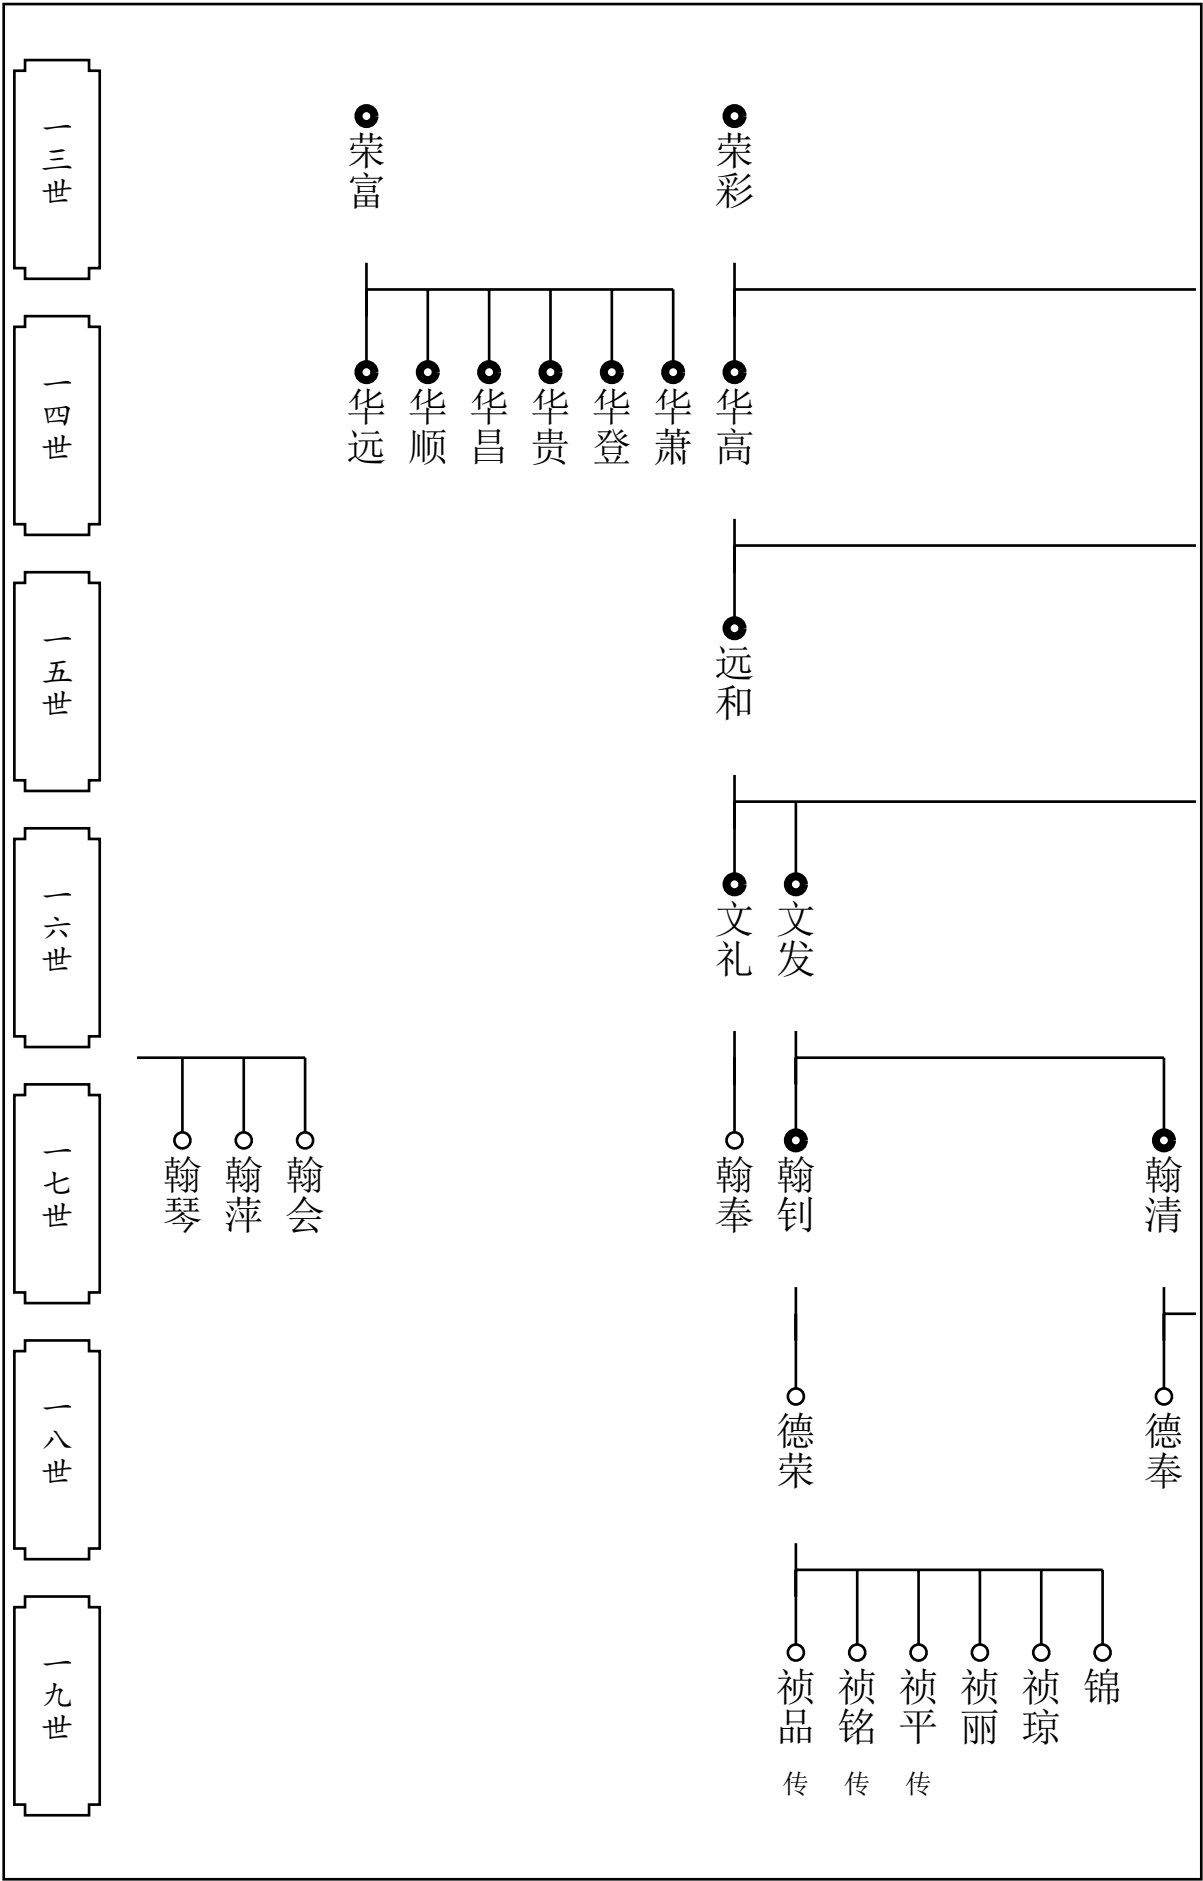 一三世
荣富
荣彩
一四世
华远
华顺
华昌
华贵
华登
华萧
华高
一五世
远和
一六世
文礼
文发
一七世
翰琴
翰萍
翰会
翰奉
翰钊
翰清
一八世
德荣
德奉
一九世
祯品
传
祯铭
传
祯平
传
祯丽
祯琼
锦